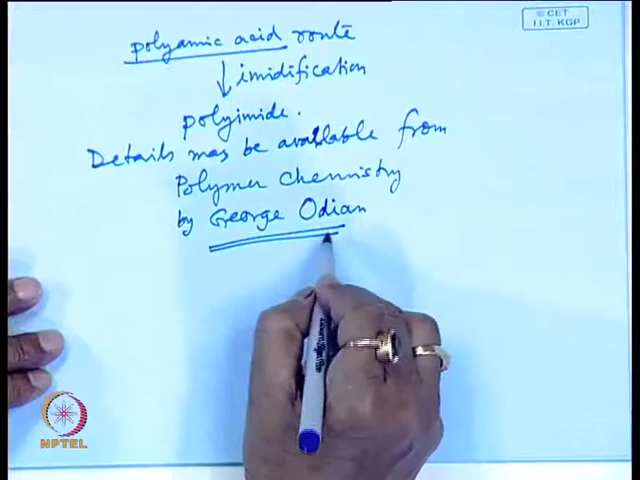 © CET
I.I.T. KGP
polyamic acid route
imidification
polyimide.
Details may be available from
Polymer Chemistry
by George Odian
NPTEL